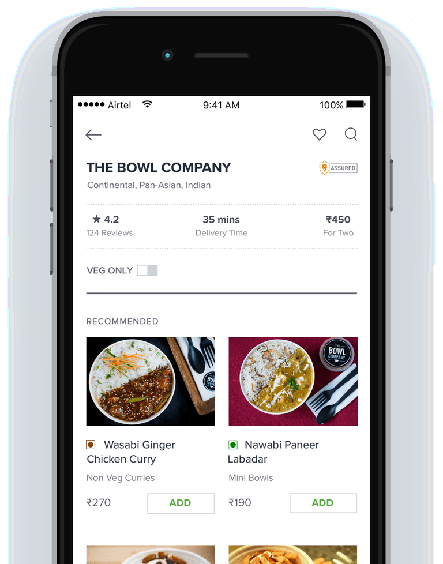 Airtel 9:41 AM 100%
THE BOWL COMPANY
ASSURED
Continental, Pan-Asian, Indian
★ 4.2 35 mins ₹450
124 Reviews Delivery Time For Two
VEG ONLY
RECOMMENDED
THE BOWL COMPANY
Wasabi Ginger Nawabi Paneer
Chicken Curry Labadar
Non Veg Curries Mini Bowls
₹270 ADD ₹190 ADD